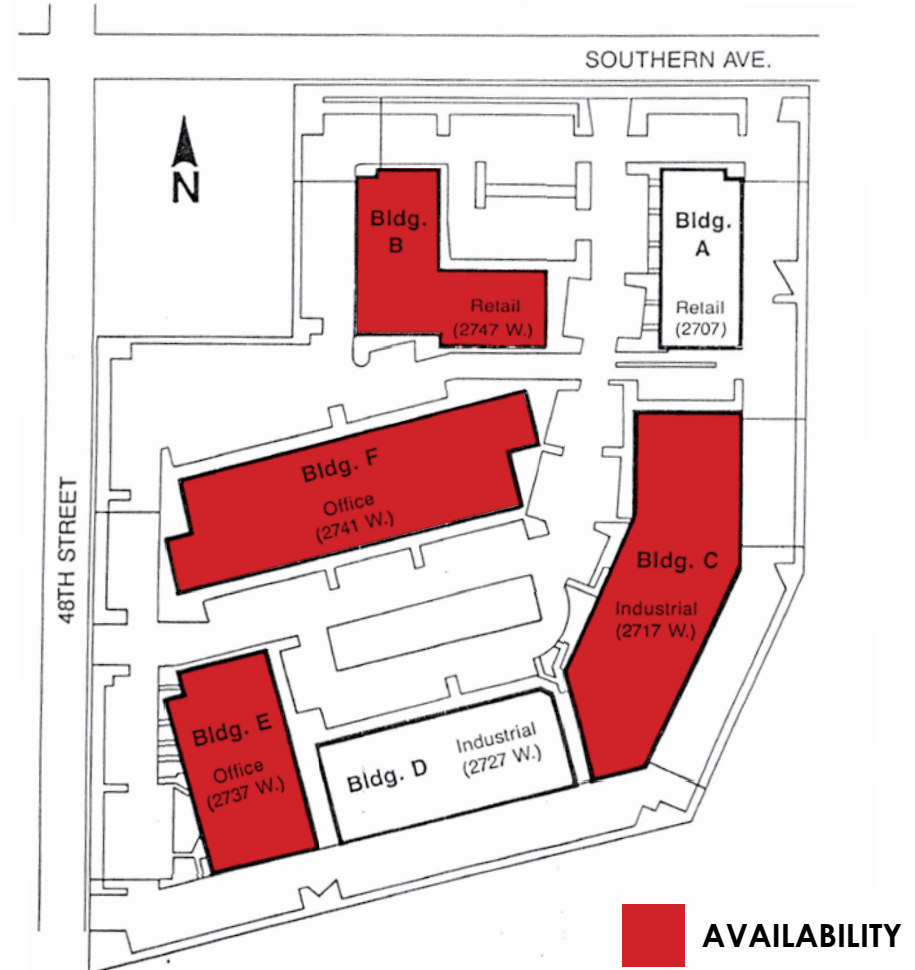 SOUTHERN AVE.
N
Bldg.
B
Retail
(2747 W.)
Bldg.
A
Retail
(2707)
48TH STREET
Bldg. F
Office
(2741 W.)
Bldg. C
Industrial
(2717 W.)
Bldg. E
Office
(2737 W.)
Bldg. D
Industrial
(2727 W.)
AVAILABILITY